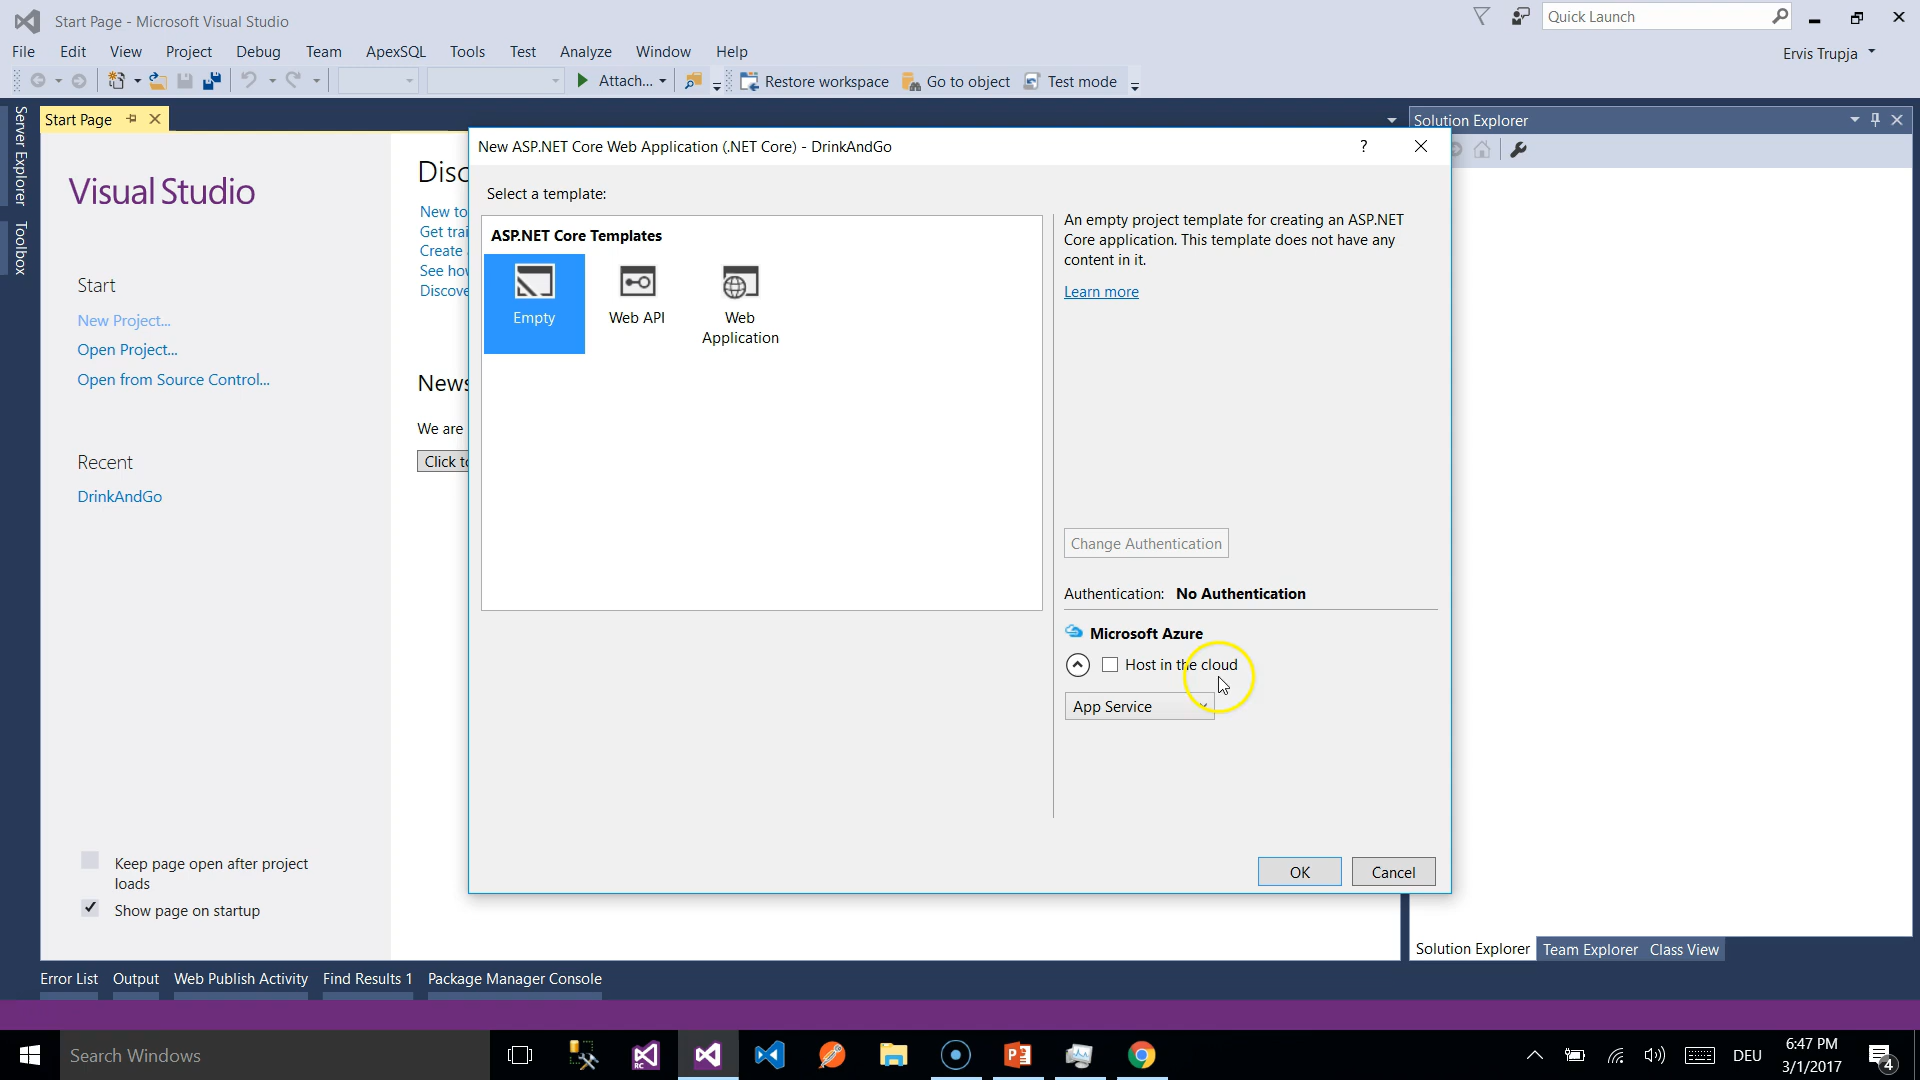 Start Page - Microsoft Visual Studio
Quick Launch
File Edit View Project Debug Team ApexSQL Tools Test Analyze Window Help
Ervis Trupja
Attach...
Restore workspace
Go to object
Test mode
Server Explorer
Toolbox
Start Page
Visual Studio
Start
New Project...
Open Project...
Open from Source Control...
Recent
DrinkAndGo
Keep page open after project
loads
Show page on startup
Disc
New to
Get trai
Create
See how
Discove
News
We are
Click to
New ASP.NET Core Web Application (.NET Core) - DrinkAndGo
?
Select a template:
ASP.NET Core Templates
Empty
Web API
Web
Application
An empty project template for creating an ASP.NET
Core application. This template does not have any
content in it.
Learn more
Change Authentication
Authentication: No Authentication
Microsoft Azure
Host in the cloud
App Service
OK
Cancel
Solution Explorer
Solution Explorer Team Explorer Class View
Error List Output Web Publish Activity Find Results 1 Package Manager Console
Search Windows
RC
DEU
6:47 PM
3/1/2017
4